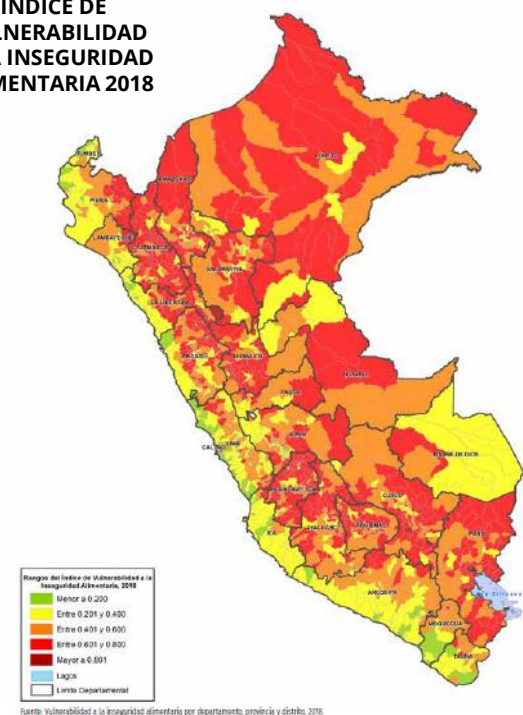 ÍNDICE DE
LNERABILIDAD
A INSEGURIDAD
MENTARIA 2018
TUMBES
PIURA
LORETO
AMAZONAS
LAMBAYEQUE
CAJAMARCA
SAN MARTIN
LA LIBERTAD
ANCASH
HUANUCO
UCAYALI
PASCO
JUNIN
CALLAO
LIMA
MADRE DE DIOS
HUANCAVELICA
CUSCO
ICA
AYACUCHO
APURIMAC
PUNO
AREQUIPA
MOQUEGUA
TACNA
Rangos del Índice de Vulnerabilidad a la
Inseguridad Alimentaria, 2018
Menor a 0.200
Entre 0.201 y 0.400
Entre 0.401 y 0.600
Entre 0.601 y 0.800
Mayor a 0.801
Lagos
Limite Departamental
Fuente: Vulnerabilidad a la inseguridad alimentaria por departamento, provincia y distrito, 2018.